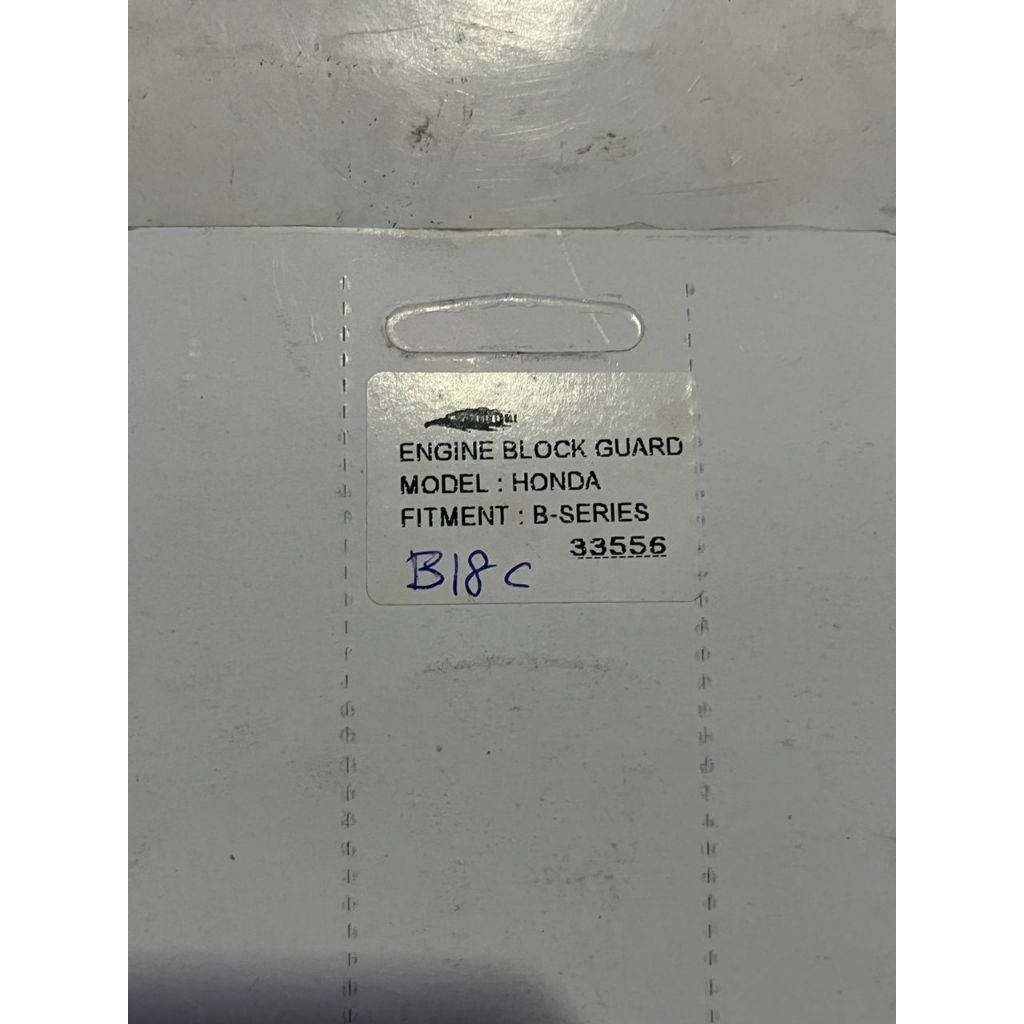 ENGINE BLOCK GUARD
MODEL : HONDA
FITMENT : B-SERIES
33556
B18C